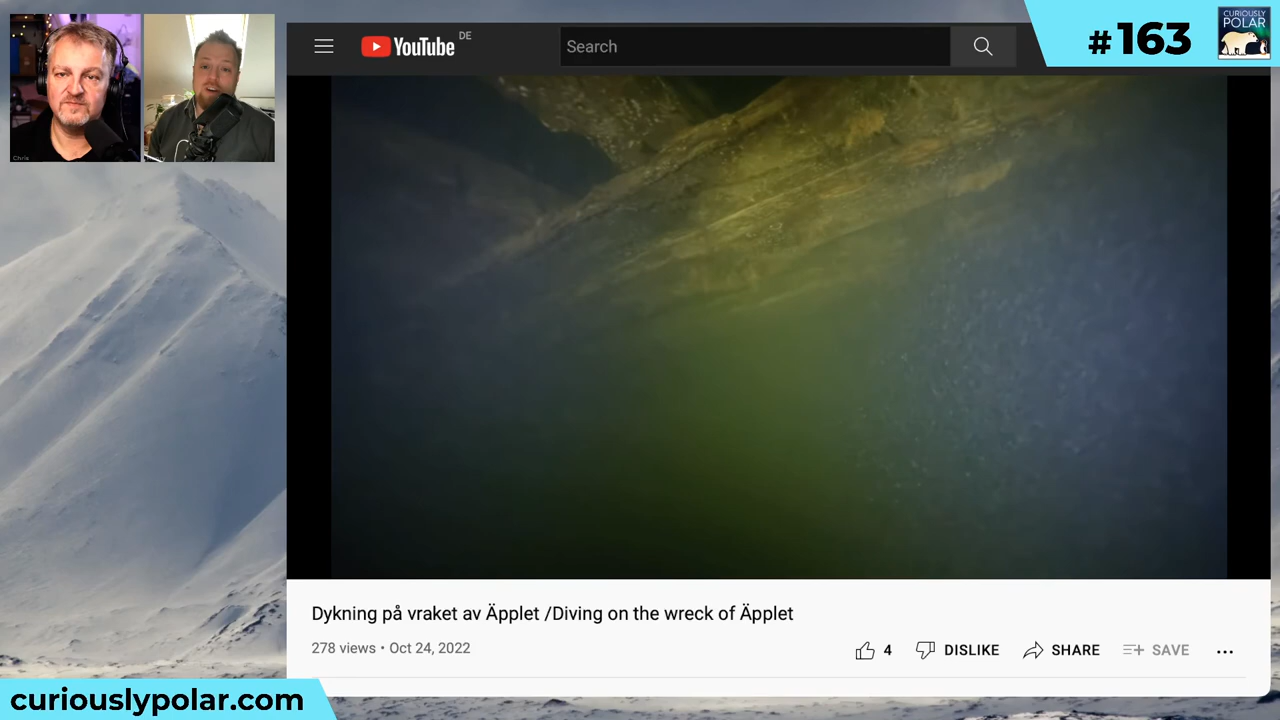 Chris
YouTube DE
Search
#163
CURIOUSLY
POLAR
Dykning på vraket av Äpplet /Diving on the wreck of Äpplet
278 views • Oct 24, 2022
4
DISLIKE
SHARE
SAVE
curiouslypolar.com